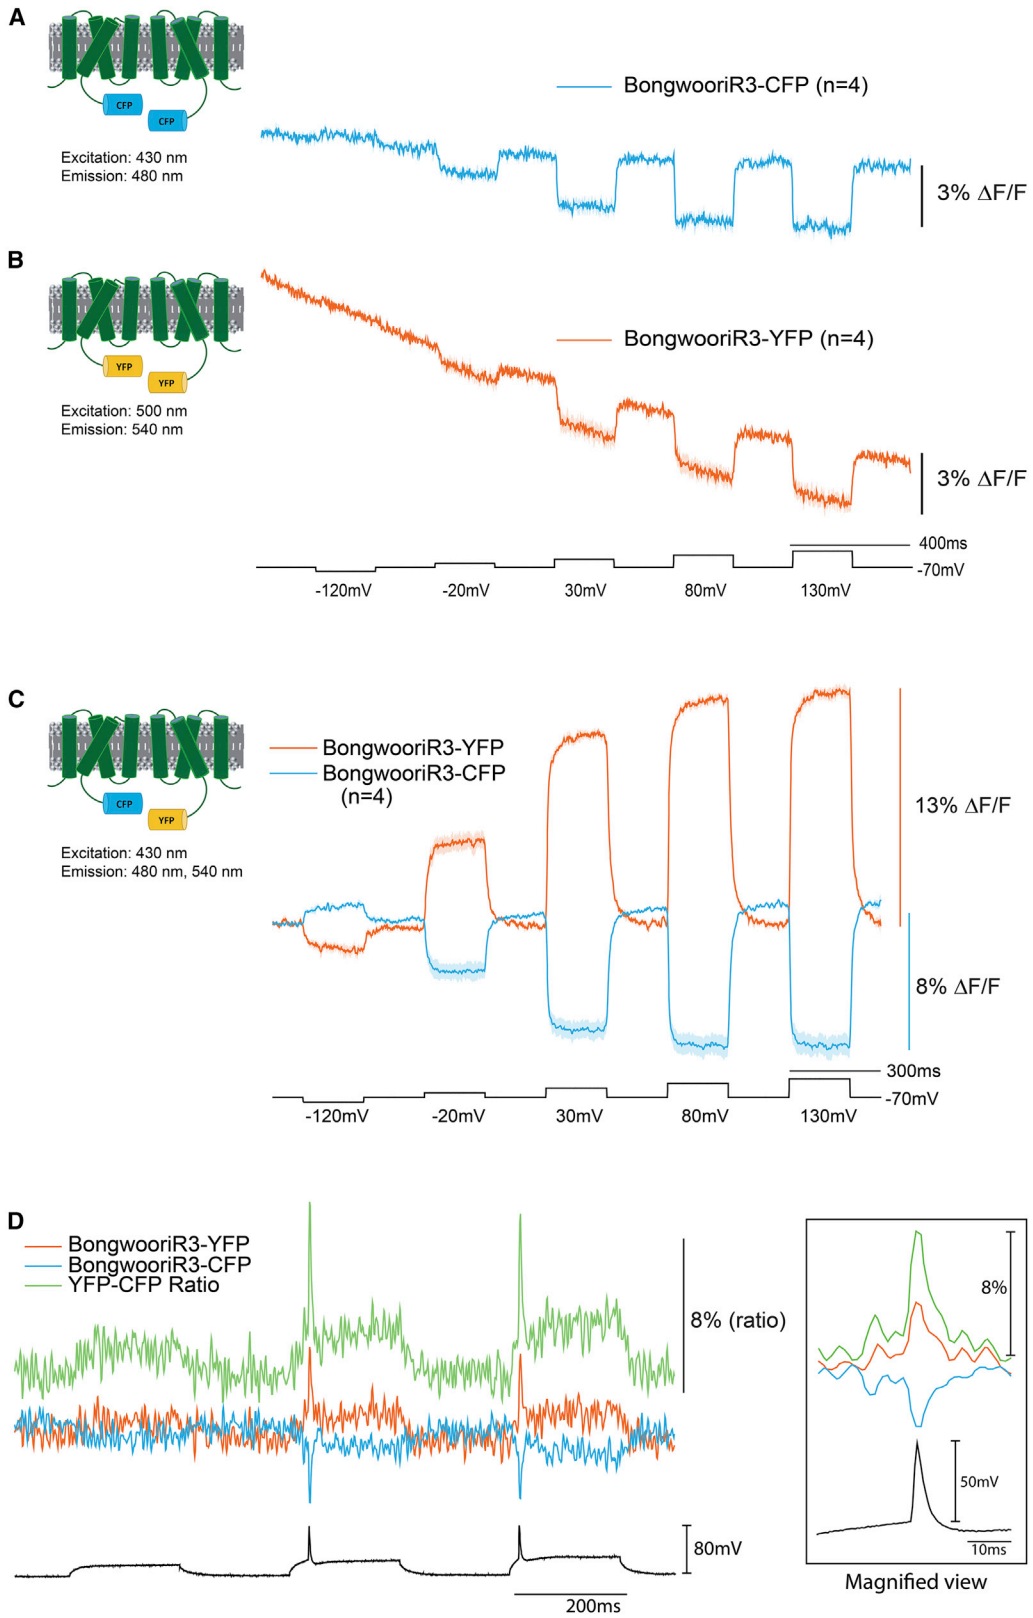 A
CFP
CFP
Excitation: 430 nm
Emission: 480 nm
BongwooriR3-CFP (n=4)
3% ΔF/F
B
YFP
YFP
Excitation: 500 nm
Emission: 540 nm
BongwooriR3-YFP (n=4)
3% ΔF/F
400ms
-70mV
-120mV
-20mV
30mV
80mV
130mV
C
CFP
YFP
Excitation: 430 nm
Emission: 480 nm, 540 nm
BongwooriR3-YFP
BongwooriR3-CFP
(n=4)
13% ΔF/F
8% ΔF/F
300ms
-70mV
-120mV
-20mV
30mV
80mV
130mV
D
BongwooriR3-YFP
BongwooriR3-CFP
YFP-CFP Ratio
8% (ratio)
80mV
200ms
8%
50mV
10ms
Magnified view